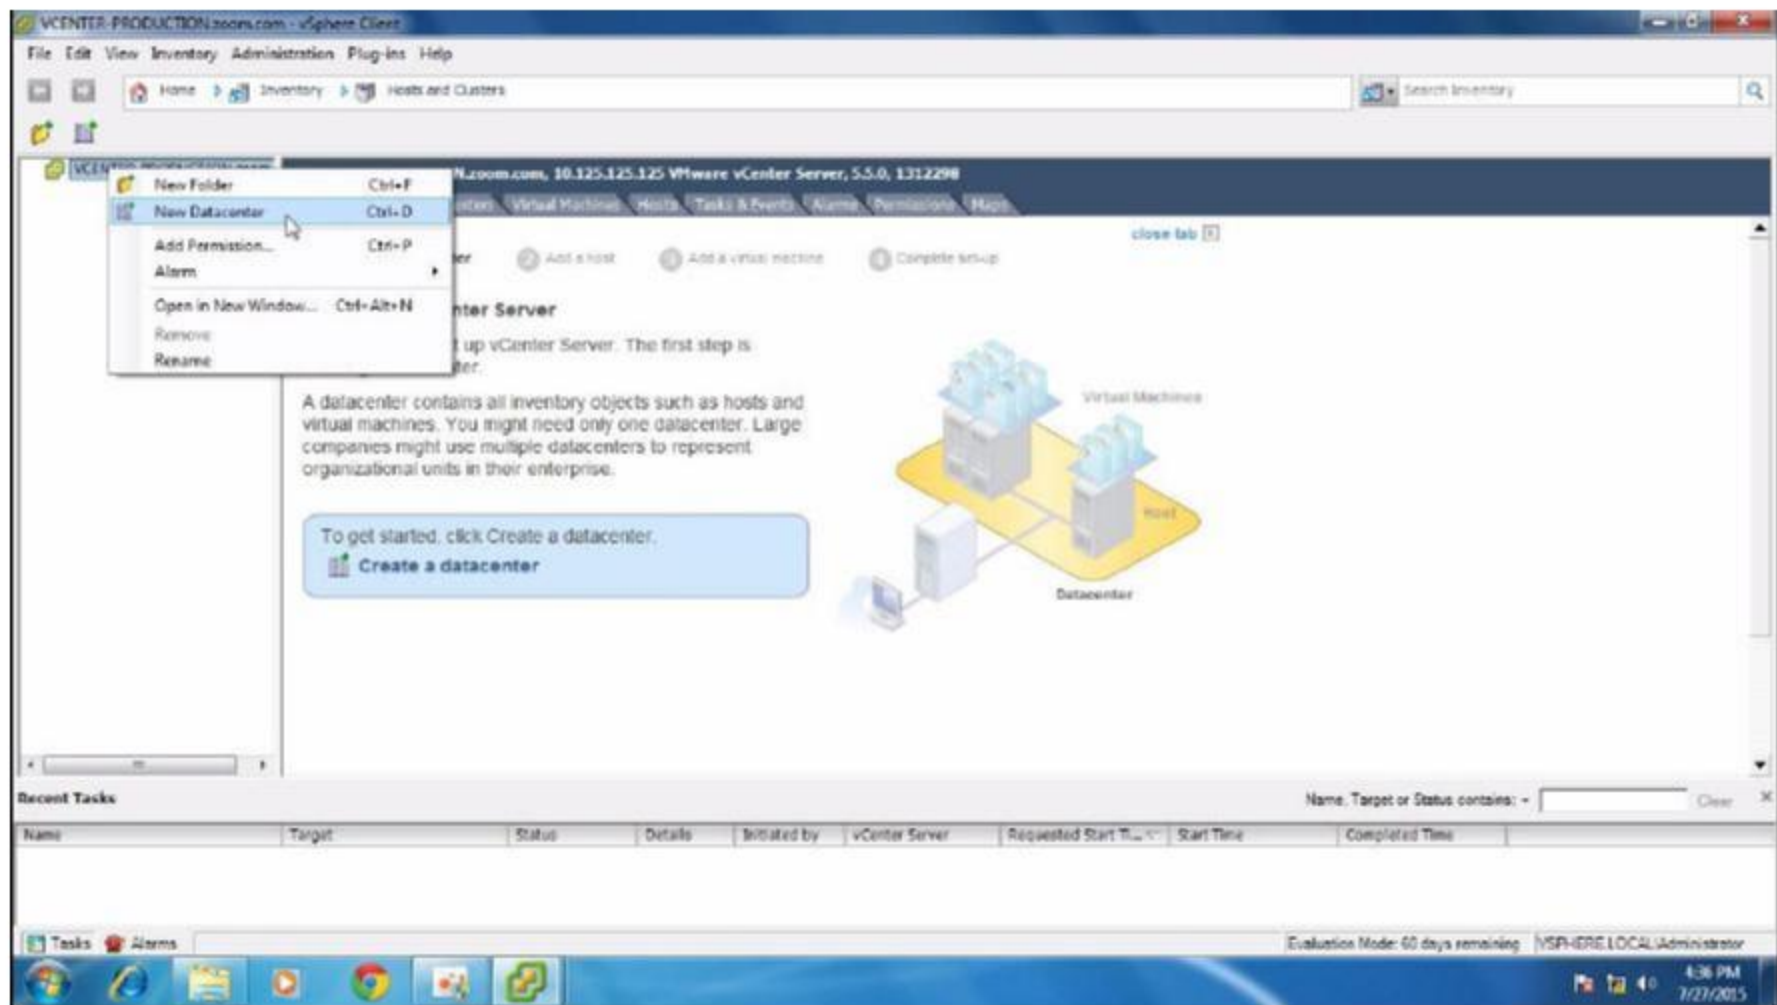 VCENTER-PRODUCTION.zoom.com - vSphere Client
File Edit View Inventory Administration Plug-ins Help
Home Inventory Hosts and Clusters
Search Inventory
N.zoom.com, 10.125.125.125 VMware vCenter Server, 5.5.0, 1312298
Virtual Machines Hosts Tasks & Events Alarms Permissions Maps
New Folder Ctrl+F
New Datacenter Ctrl+D
Add Permission... Ctrl+P
Alarm
Open in New Window... Ctrl+Alt+N
Remove
Rename
close tab
2 Add a host 3 Add a virtual machine 4 Complete set-up
nter Server
t up vCenter Server. The first step is
ter.
A datacenter contains all inventory objects such as hosts and
virtual machines. You might need only one datacenter. Large
companies might use multiple datacenters to represent
organizational units in their enterprise.
To get started, click Create a datacenter.
Create a datacenter
Virtual Machines
Host
Datacenter
Recent Tasks
Name, Target or Status contains:
Clear
Name Target Status Details Initiated by vCenter Server Requested Start Ti... Start Time Completed Time
Tasks Alarms
Evaluation Mode: 60 days remaining VSPHERE.LOCAL\Administrator
4:36 PM
7/27/2015